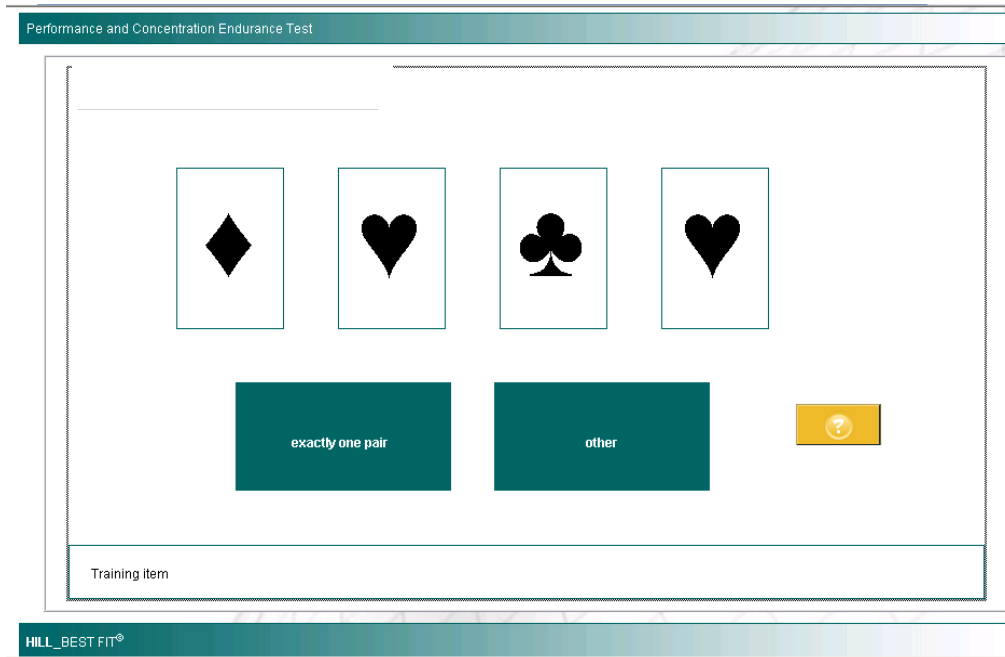 Performance and Concentration Endurance Test
exactly one pair
other
?
Training item
HILL_BEST FIT©